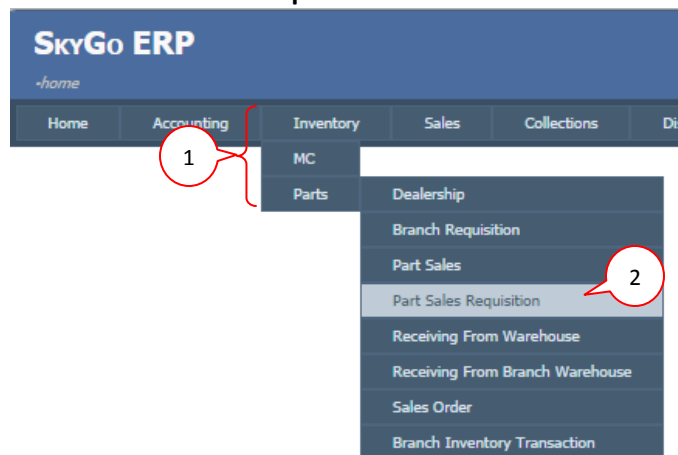 SkyGo ERP
-home
Home Accounting Inventory Sales Collections
1 MC
Parts Dealership
Branch Requisition
Part Sales
2
Part Sales Requisition
Receiving From Warehouse
Receiving From Branch Warehouse
Sales Order
Branch Inventory Transaction